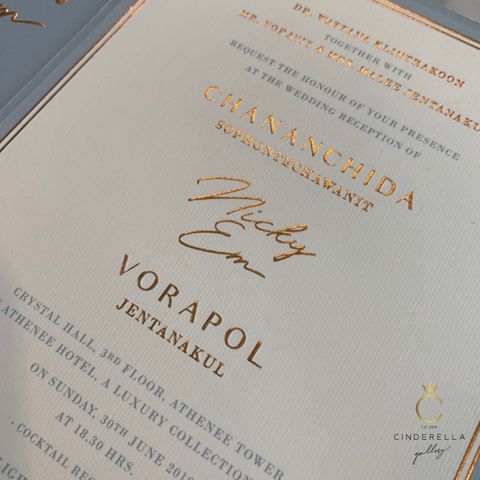 DR. WATTANA KLINTRAKOON
TOGETHER WITH
MR. VORAVIT & MRS. MALEE JENTANAKUL
REQUEST THE HONOUR OF YOUR PRESENCE
AT THE WEDDING RECEPTION OF
CHANANCHIDA
SOPHONTECHAWANIT
Nicky
Em
VORAPOL
JENTANAKUL
CRYSTAL HALL, 3RD FLOOR, ATHENEE TOWER
ATHENEE HOTEL, A LUXURY COLLECTION
ON SUNDAY, 30TH JUNE
AT 18.30 HRS.
COCKTAIL
CINDERELLA
gallery